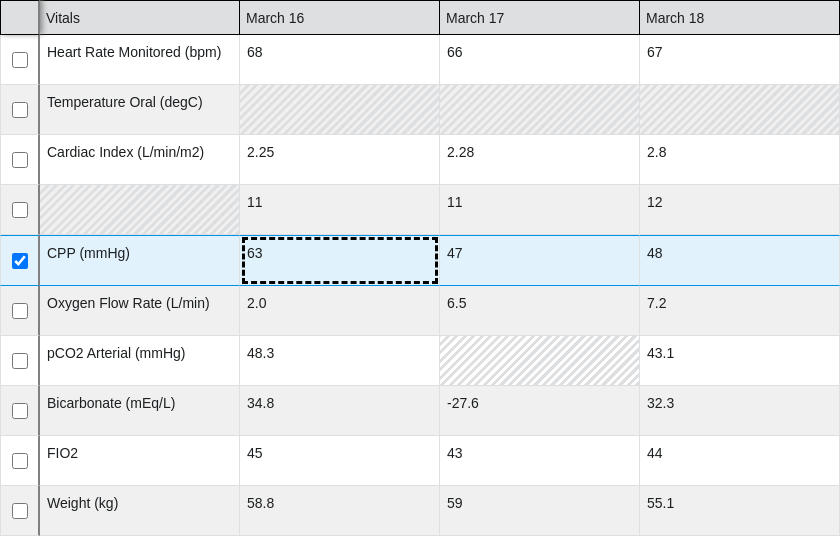 Vitals March 16 March 17 March 18
Heart Rate Monitored (bpm) 68 66 67
Temperature Oral (degC)
Cardiac Index (L/min/m2) 2.25 2.28 2.8
11 11 12
CPP (mmHg) 63 47 48
Oxygen Flow Rate (L/min) 2.0 6.5 7.2
pCO2 Arterial (mmHg) 48.3 43.1
Bicarbonate (mEq/L) 34.8 -27.6 32.3
FIO2 45 43 44
Weight (kg) 58.8 59 55.1